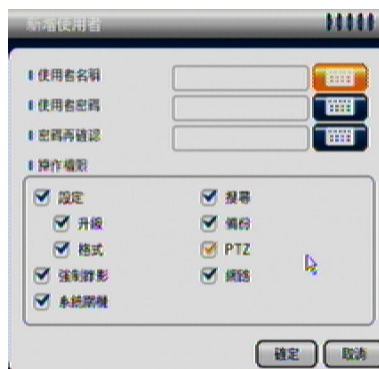 新增使用者
使用者名稱
使用者密碼
密碼再確認
操作權限
設定
搜尋
升級
備份
格式
PTZ
強制錄影
網路
系統關機
確定
取消